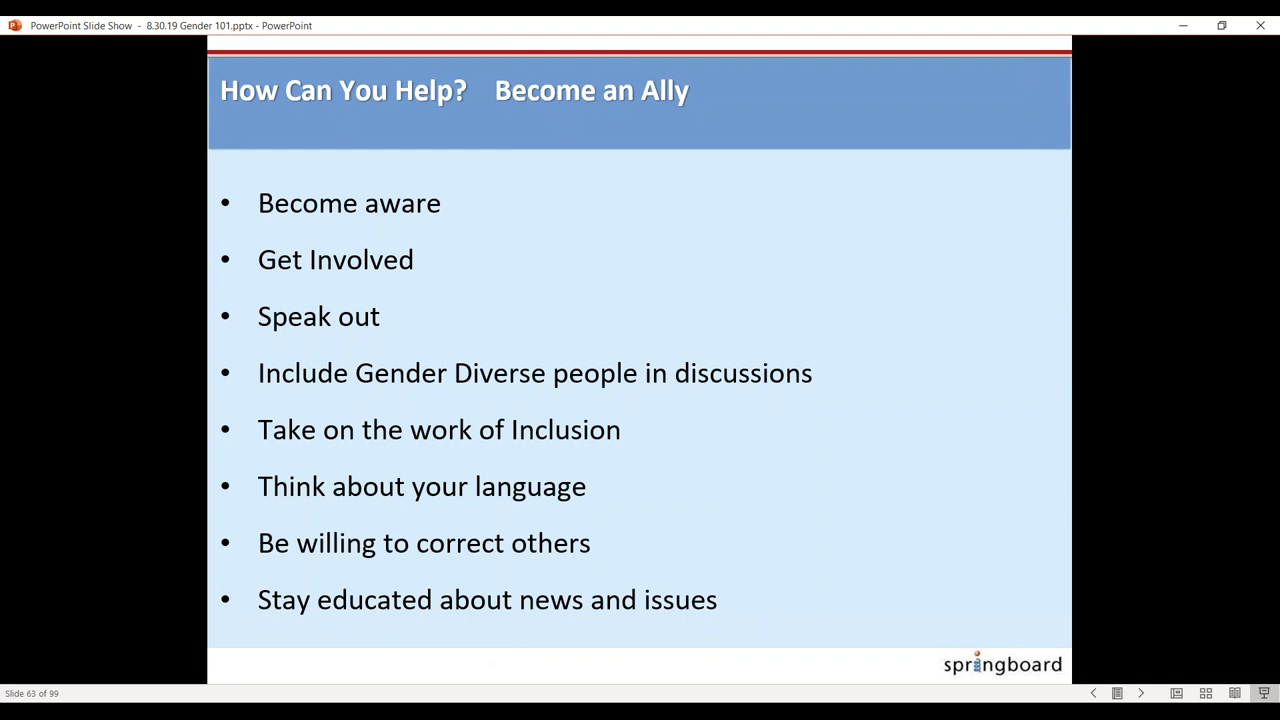 PowerPoint Slide Show - 8.30.19 Gender 101.pptx - PowerPoint
How Can You Help? Become an Ally
• Become aware
• Get Involved
• Speak out
• Include Gender Diverse people in discussions
• Take on the work of Inclusion
• Think about your language
• Be willing to correct others
• Stay educated about news and issues
springboard
Slide 63 of 99